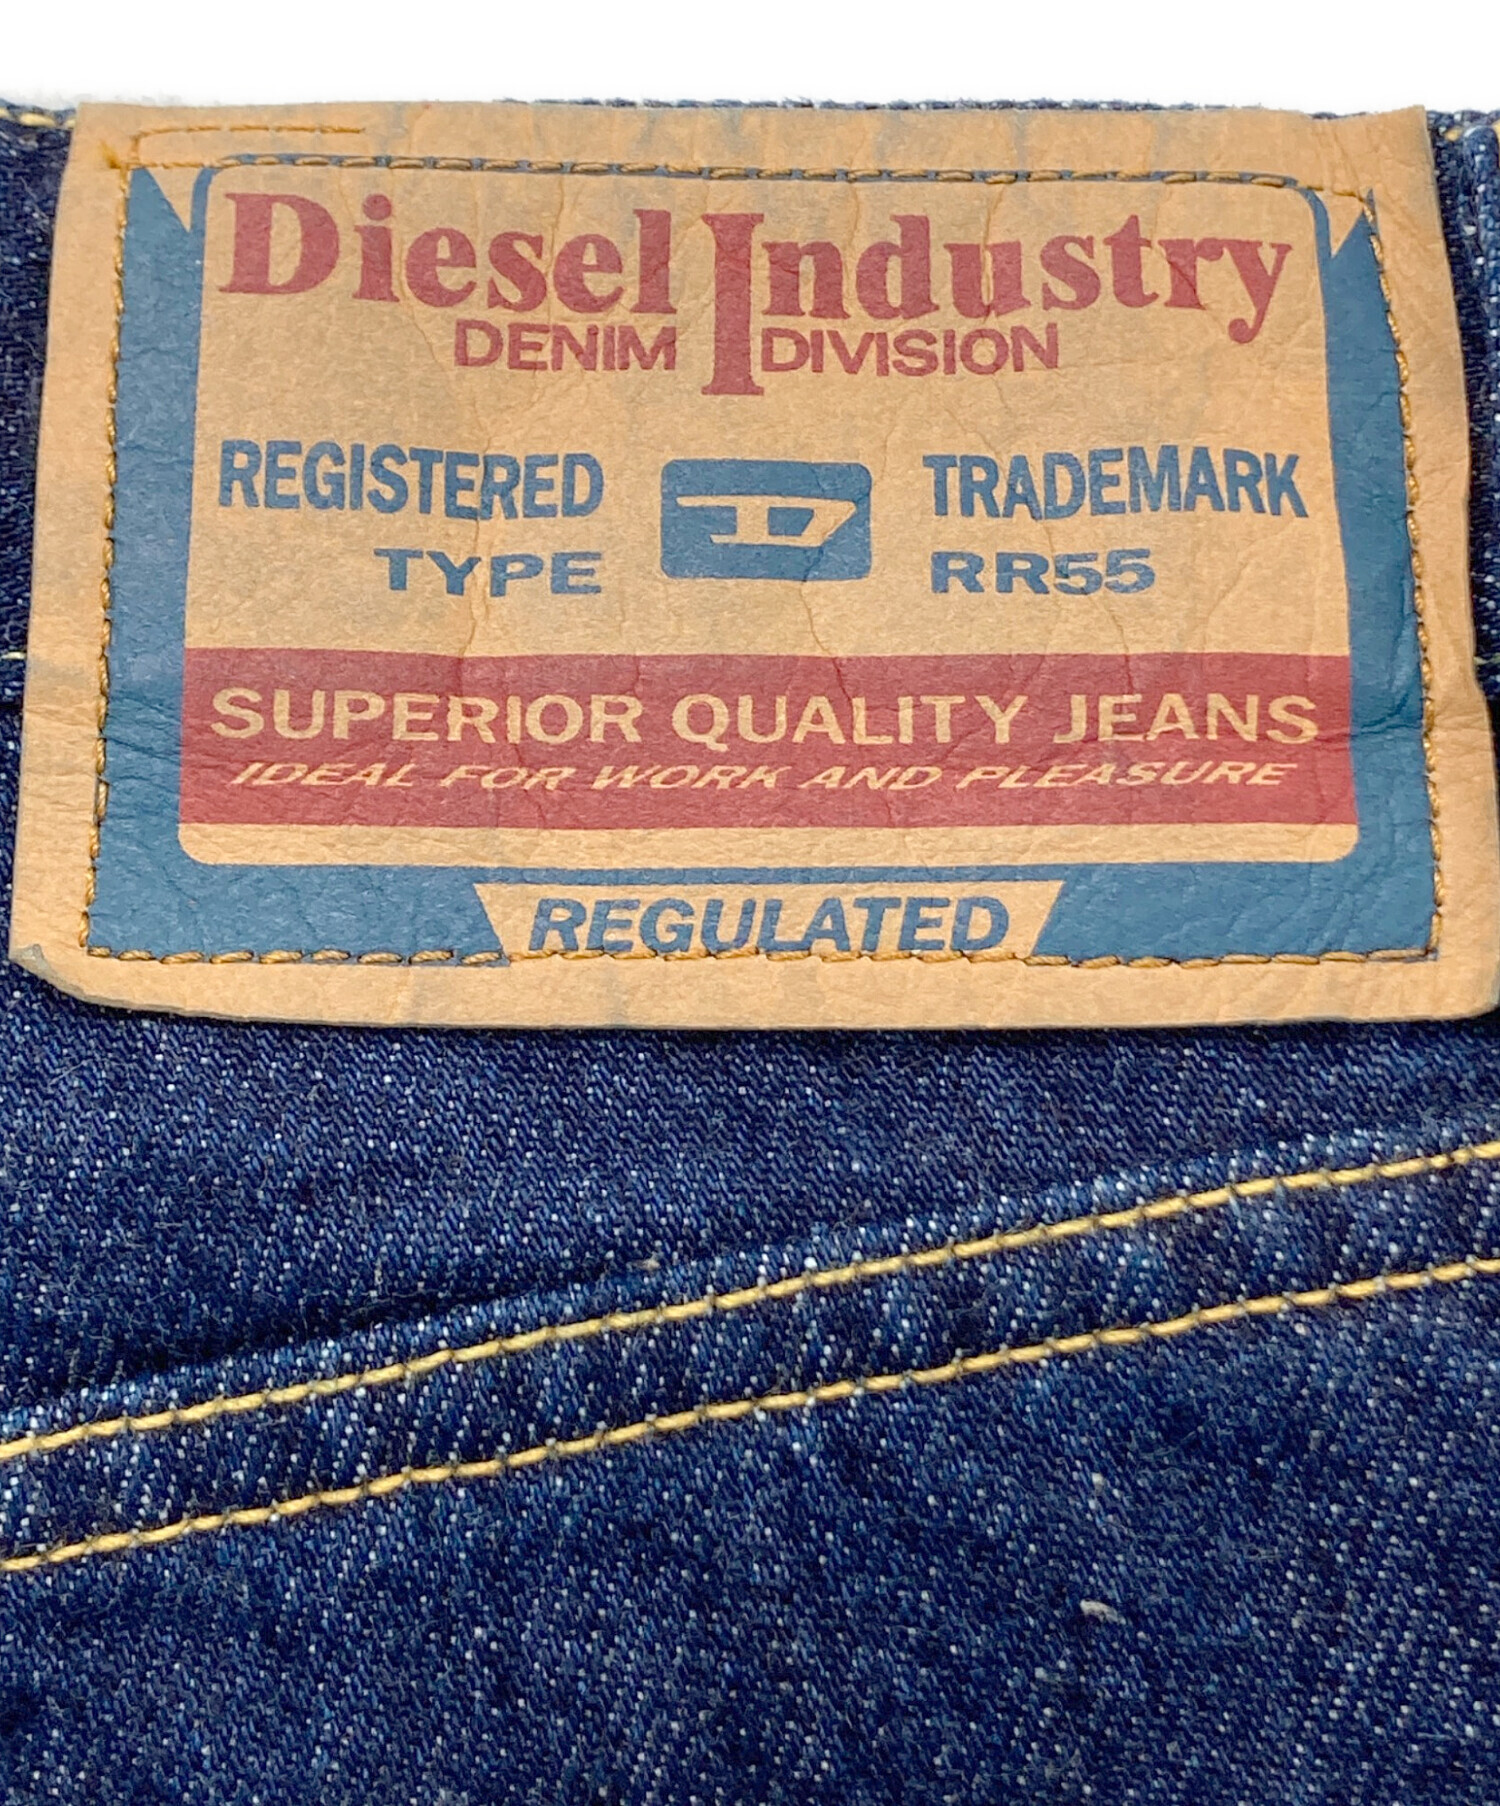 Diesel Industry
DENIM DIVISION
REGISTERED D TRADEMARK
TYPE RR55
SUPERIOR QUALITY JEANS
IDEAL FOR WORK AND PLEASURE
REGULATED